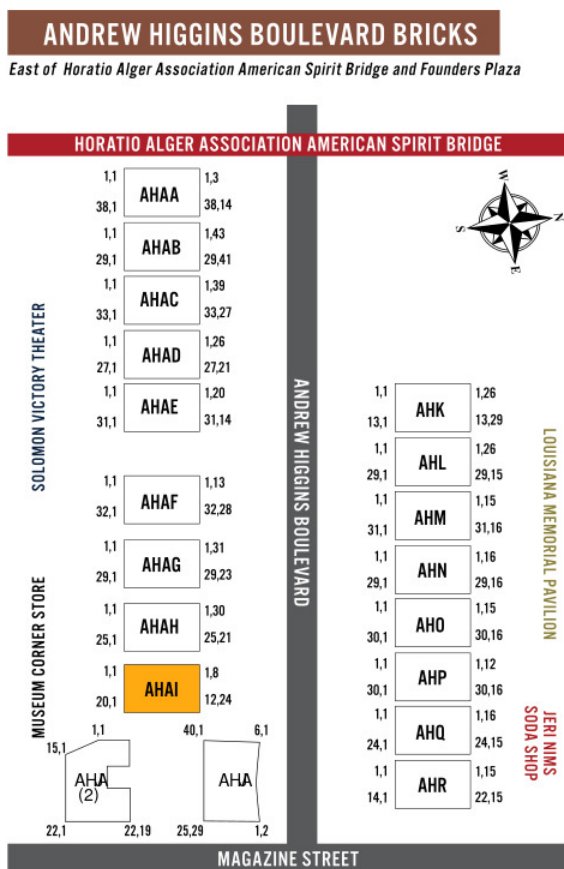 ANDREW HIGGINS BOULEVARD BRICKS
East of Horatio Alger Association American Spirit Bridge and Founders Plaza
HORATIO ALGER ASSOCIATION AMERICAN SPIRIT BRIDGE
W
N
S
E
1,1 AHAA 1,3
38,1 38,14
1,1 AHAB 1,43
29,1 29,41
1,1 AHAC 1,39
33,1 33,27
1,1 AHAD 1,26
27,1 27,21
1,1 AHAE 1,20
31,1 31,14
1,1 AHAF 1,13
32,1 32,28
1,1 AHAG 1,31
29,1 29,23
1,1 AHAH 1,30
25,1 25,21
1,1 AHAI 1,8
20,1 12,24
1,1
15,1
AHA
(2)
22,1 22,19
40,1 6,1
AHA
25,29 1,2
SOLOMON VICTORY THEATER
MUSEUM CORNER STORE
ANDREW HIGGINS BOULEVARD
1,1 AHK 1,26
13,1 13,29
1,1 AHL 1,26
29,1 29,15
1,1 AHM 1,15
31,1 31,16
1,1 AHN 1,16
29,1 29,16
1,1 AHO 1,15
30,1 30,16
1,1 AHP 1,12
30,1 30,16
1,1 AHQ 1,16
24,1 24,15
1,1 AHR 1,15
14,1 22,15
LOUISIANA MEMORIAL PAVILION
JERI NIMS
SODA SHOP
MAGAZINE STREET